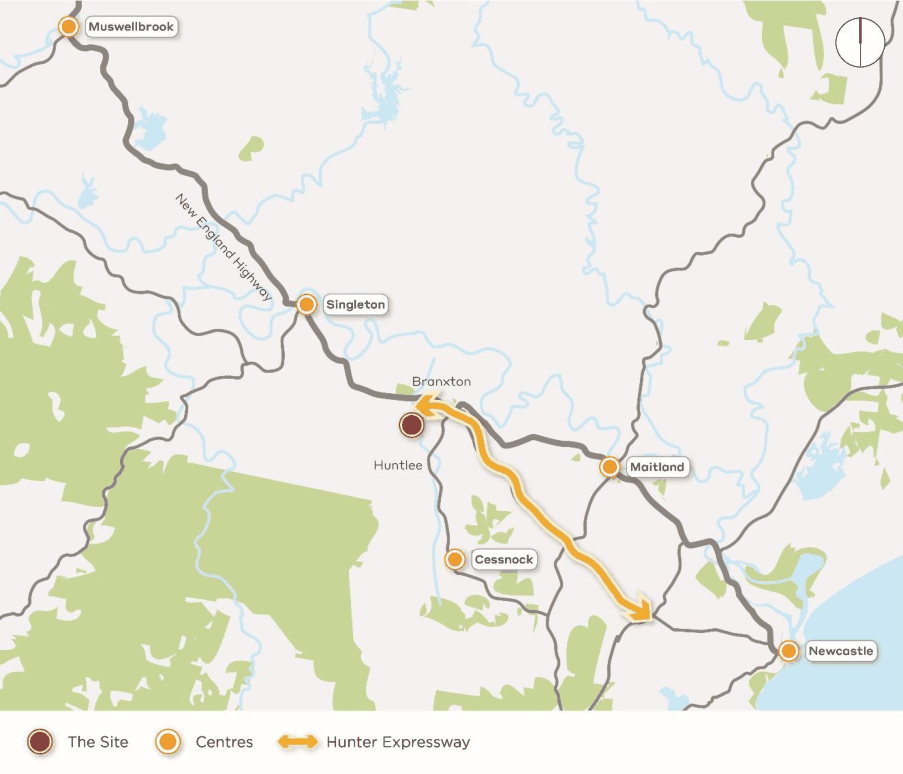 Muswellbrook
New England Highway
Singleton
Branxton
Huntlee
Maitland
Cessnock
Newcastle
The Site
Centres
Hunter Expressway